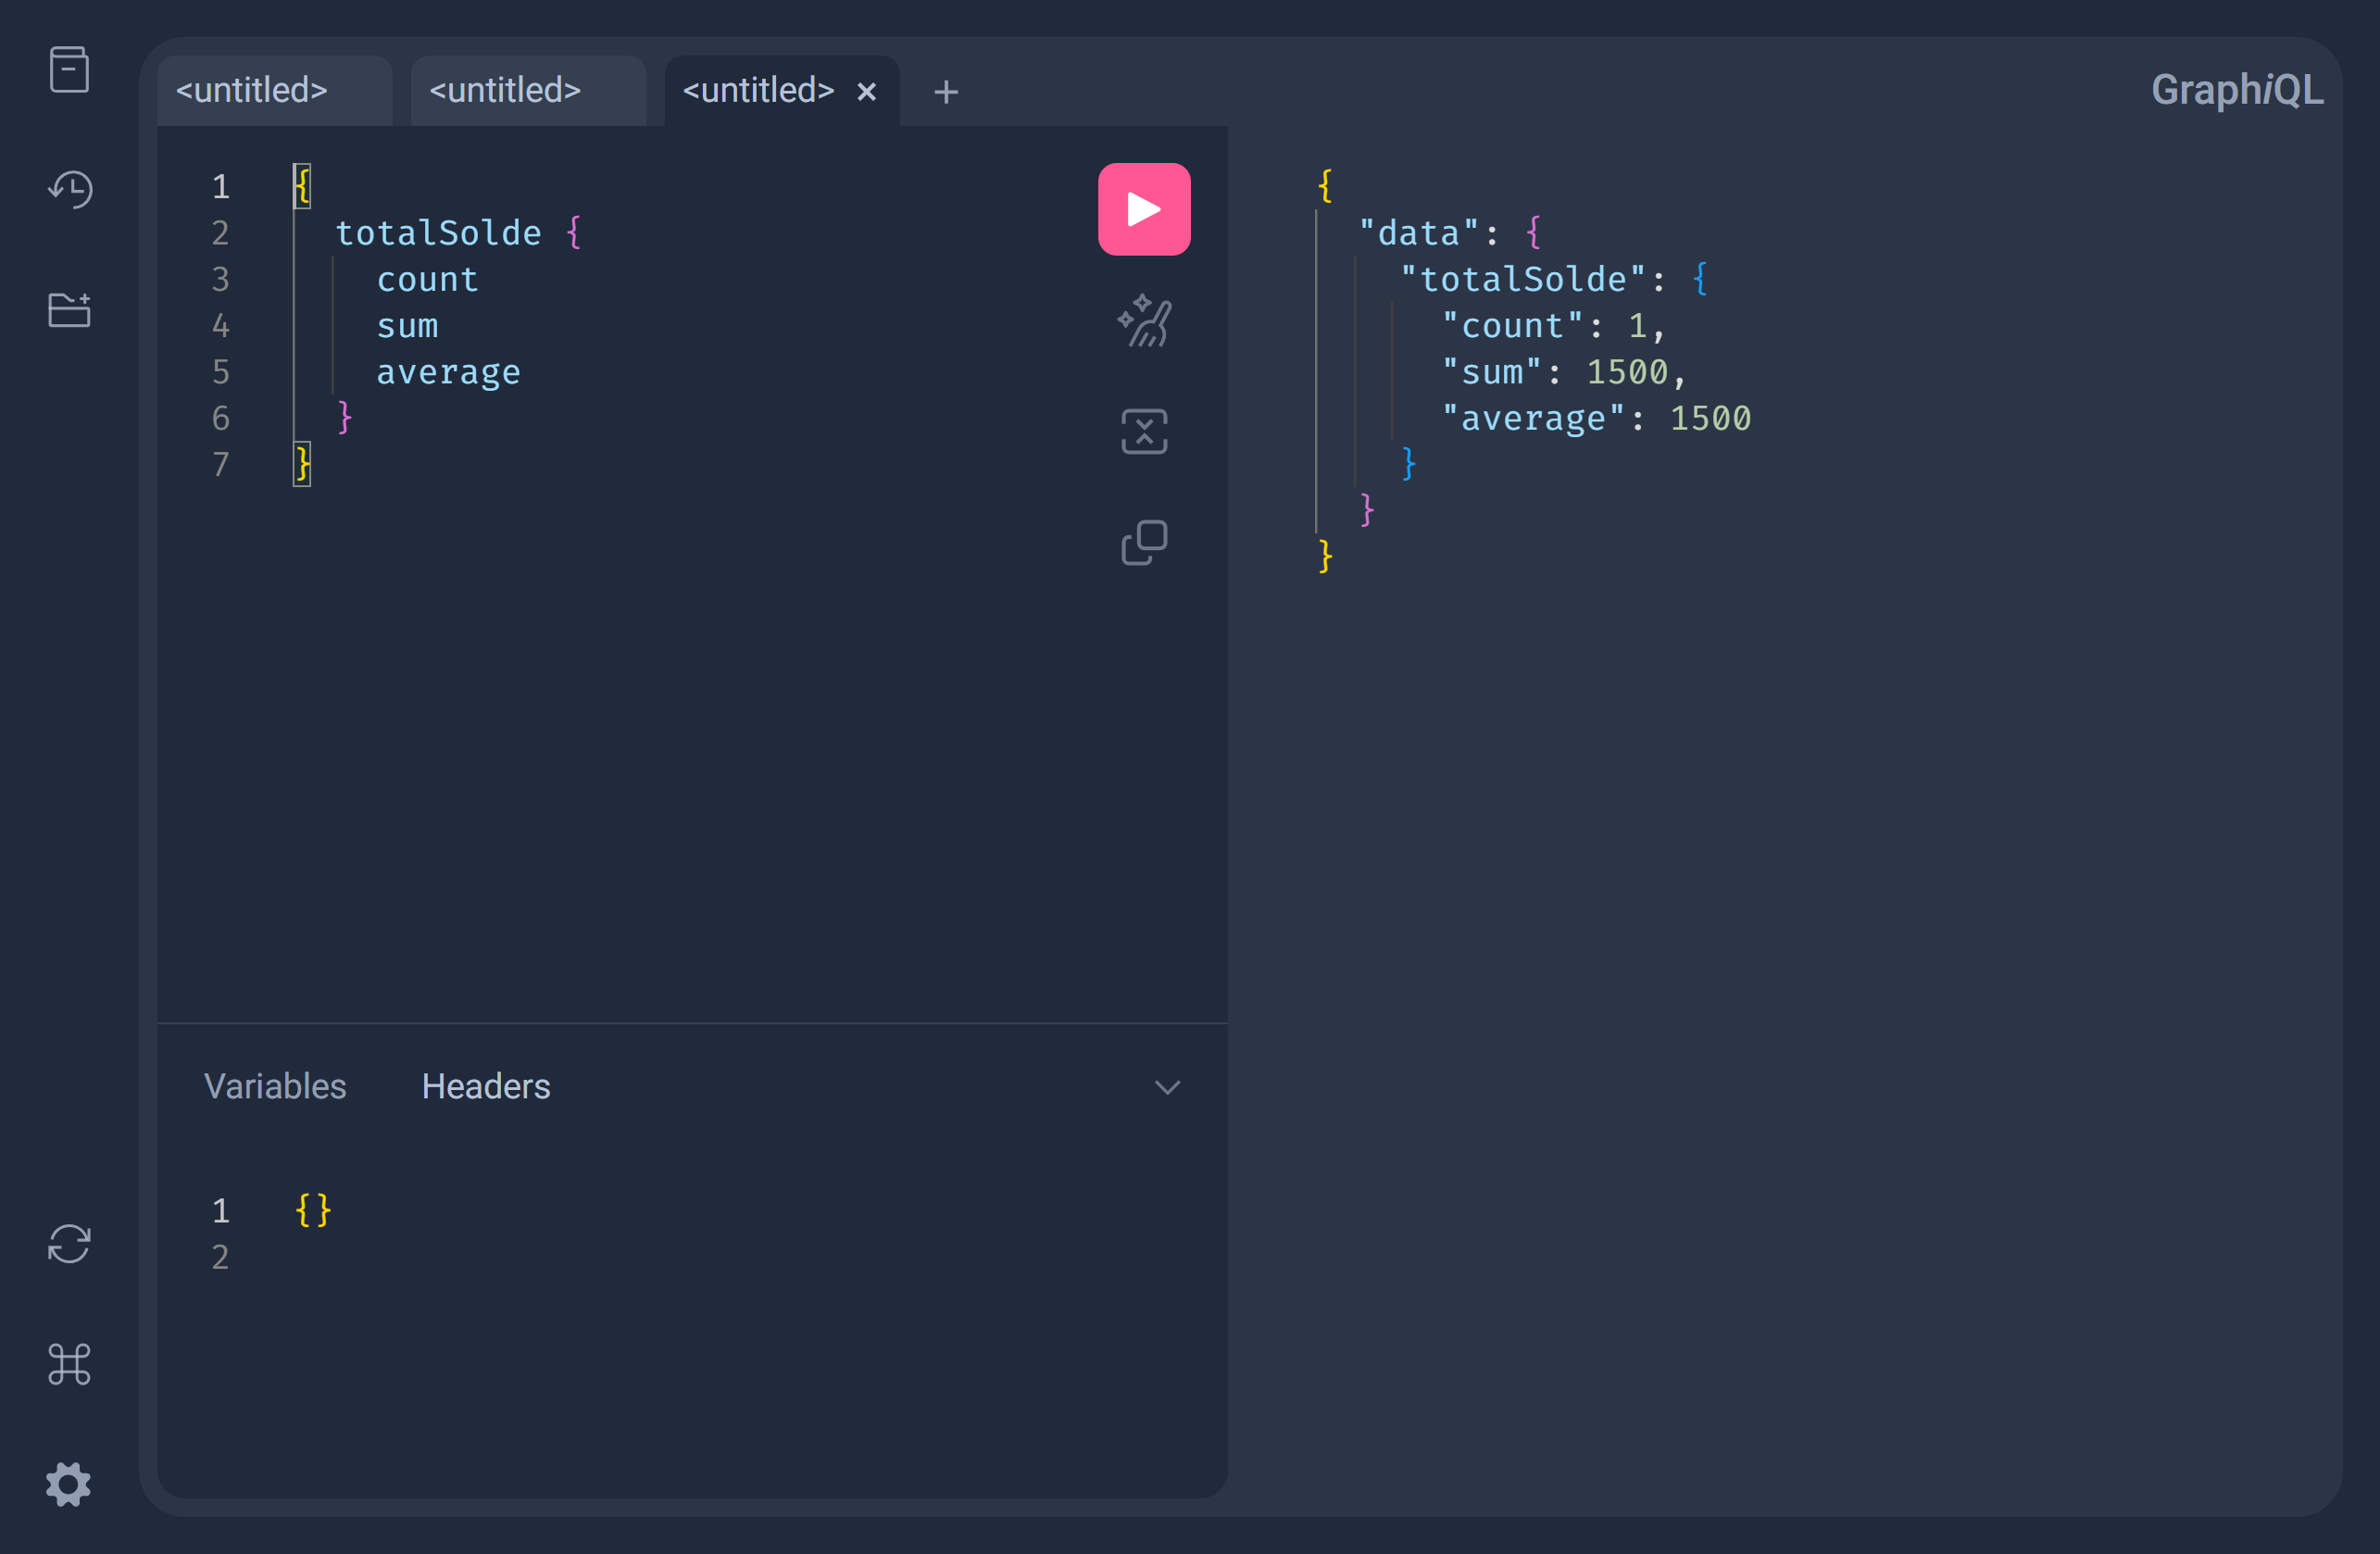 <untitled> <untitled> <untitled> × +
GraphiQL
1 {
2   totalSolde {
3     count
4     sum
5     average
6   }
7 }
{
  "data": {
    "totalSolde": {
      "count": 1,
      "sum": 1500,
      "average": 1500
    }
  }
}
Variables Headers
1 {}
2